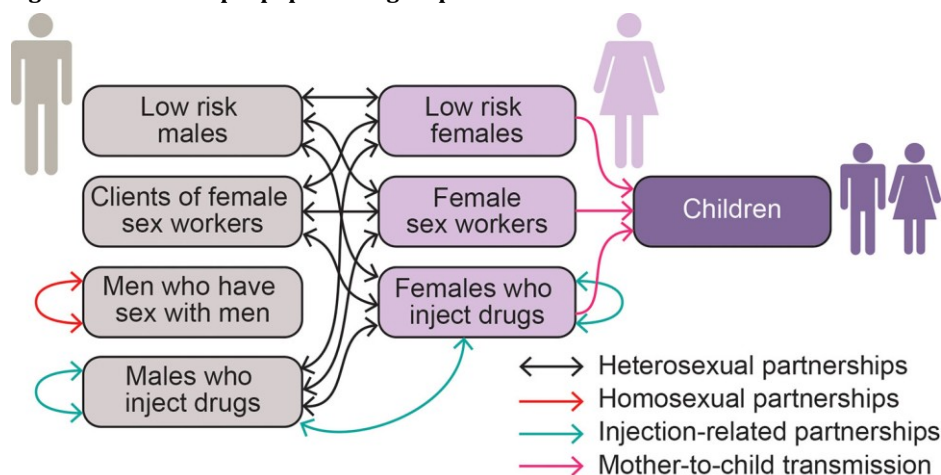 Low risk
males
Low risk
females
Clients of female
sex workers
Female
sex workers
Children
Men who have
sex with men
Females who
inject drugs
Males who
inject drugs
Heterosexual partnerships
Homosexual partnerships
Injection-related partnerships
Mother-to-child transmission